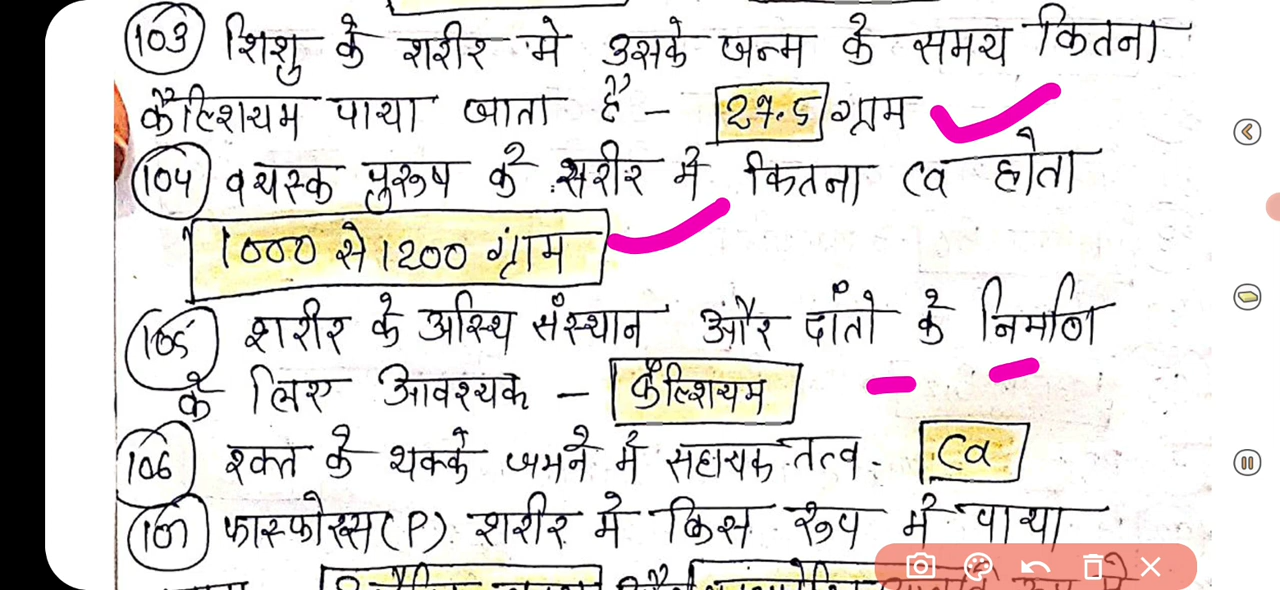 (103) शिशु के शरीर मे उसके जन्म के समय कितना
कैल्शियम पाया जाता है - 27.5 ग्राम
(104) वयस्क पुरुष के शरीर में कितना Ca होता
1000 से 1200 ग्राम
(105) शरीर के अस्थि संस्थान और दांतो के निर्माण
के लिए आवश्यक - कैल्शियम
(106) रक्त के थक्के जमने में सहायक तत्व - Ca
(107) फास्फोरस (P) शरीर मे किस रूप में पाया